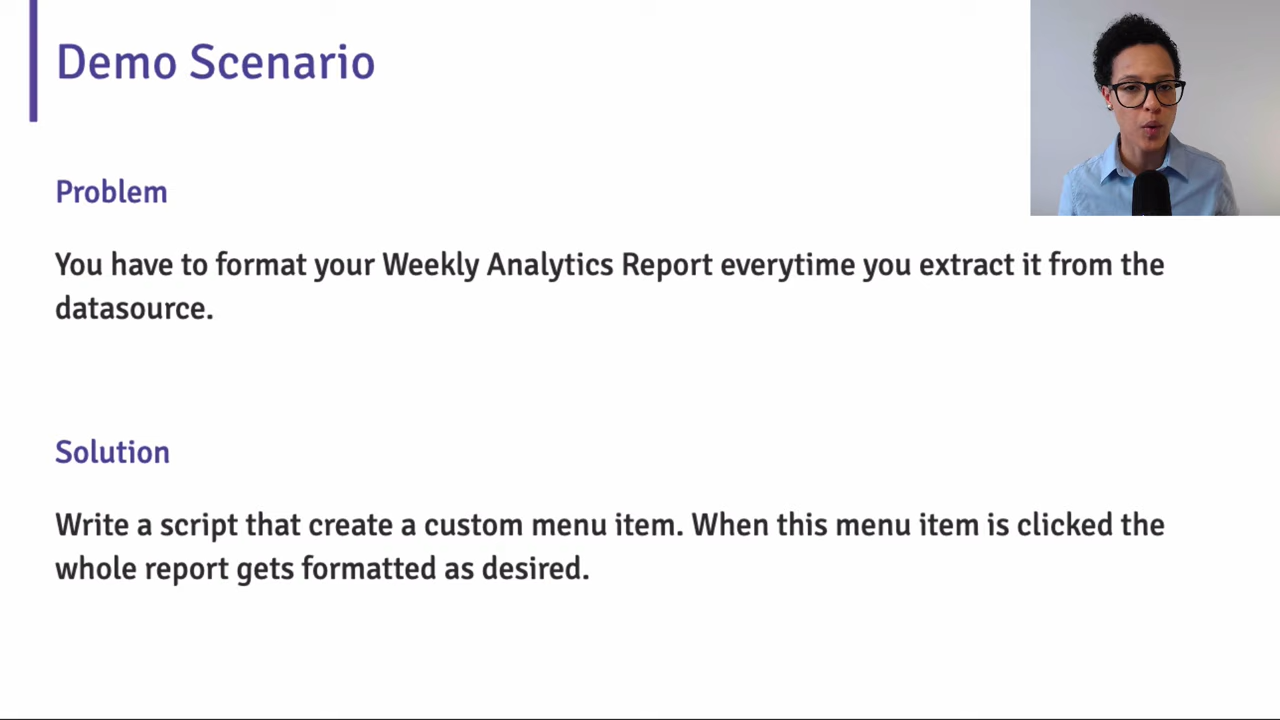 Demo Scenario
Problem
You have to format your Weekly Analytics Report everytime you extract it from the
datasource.
Solution
Write a script that create a custom menu item. When this menu item is clicked the
whole report gets formatted as desired.